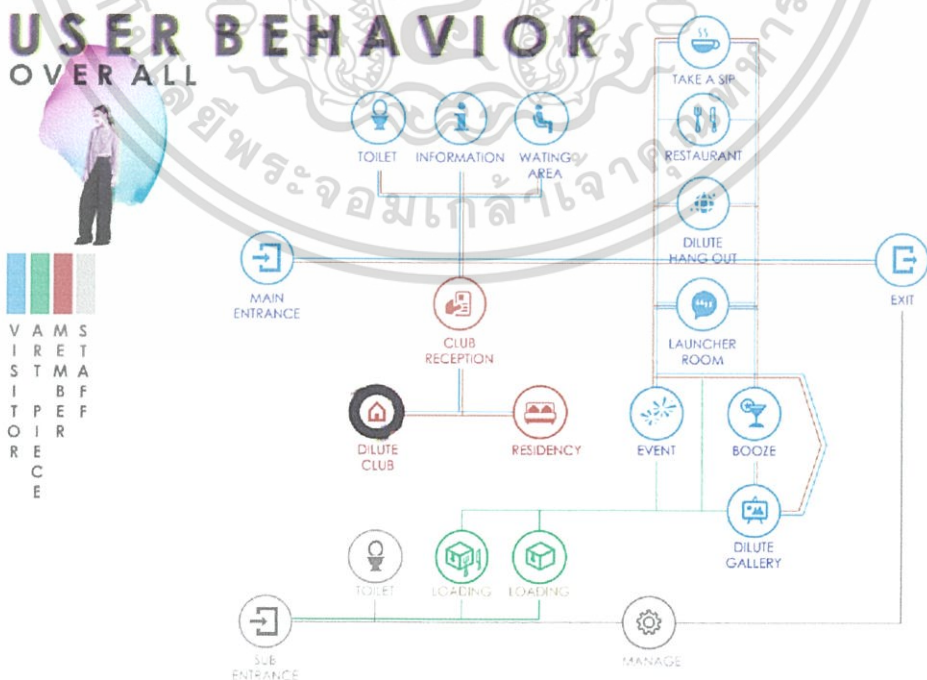 USER BEHAVIOR
OVER ALL
TAKE A SIP
TOILET
INFORMATION
WATING
AREA
RESTAURANT
DILUTE
HANG OUT
MAIN
ENTRANCE
EXIT
CLUB
RECEPTION
LAUNCHER
ROOM
VISITOR
ART PIECE
MEMBER
STAFF
DILUTE
CLUB
RESIDENCY
EVENT
BOOZE
DILUTE
GALLERY
TOILET
LOADING
LOADING
SUB
ENTRANCE
MANAGE